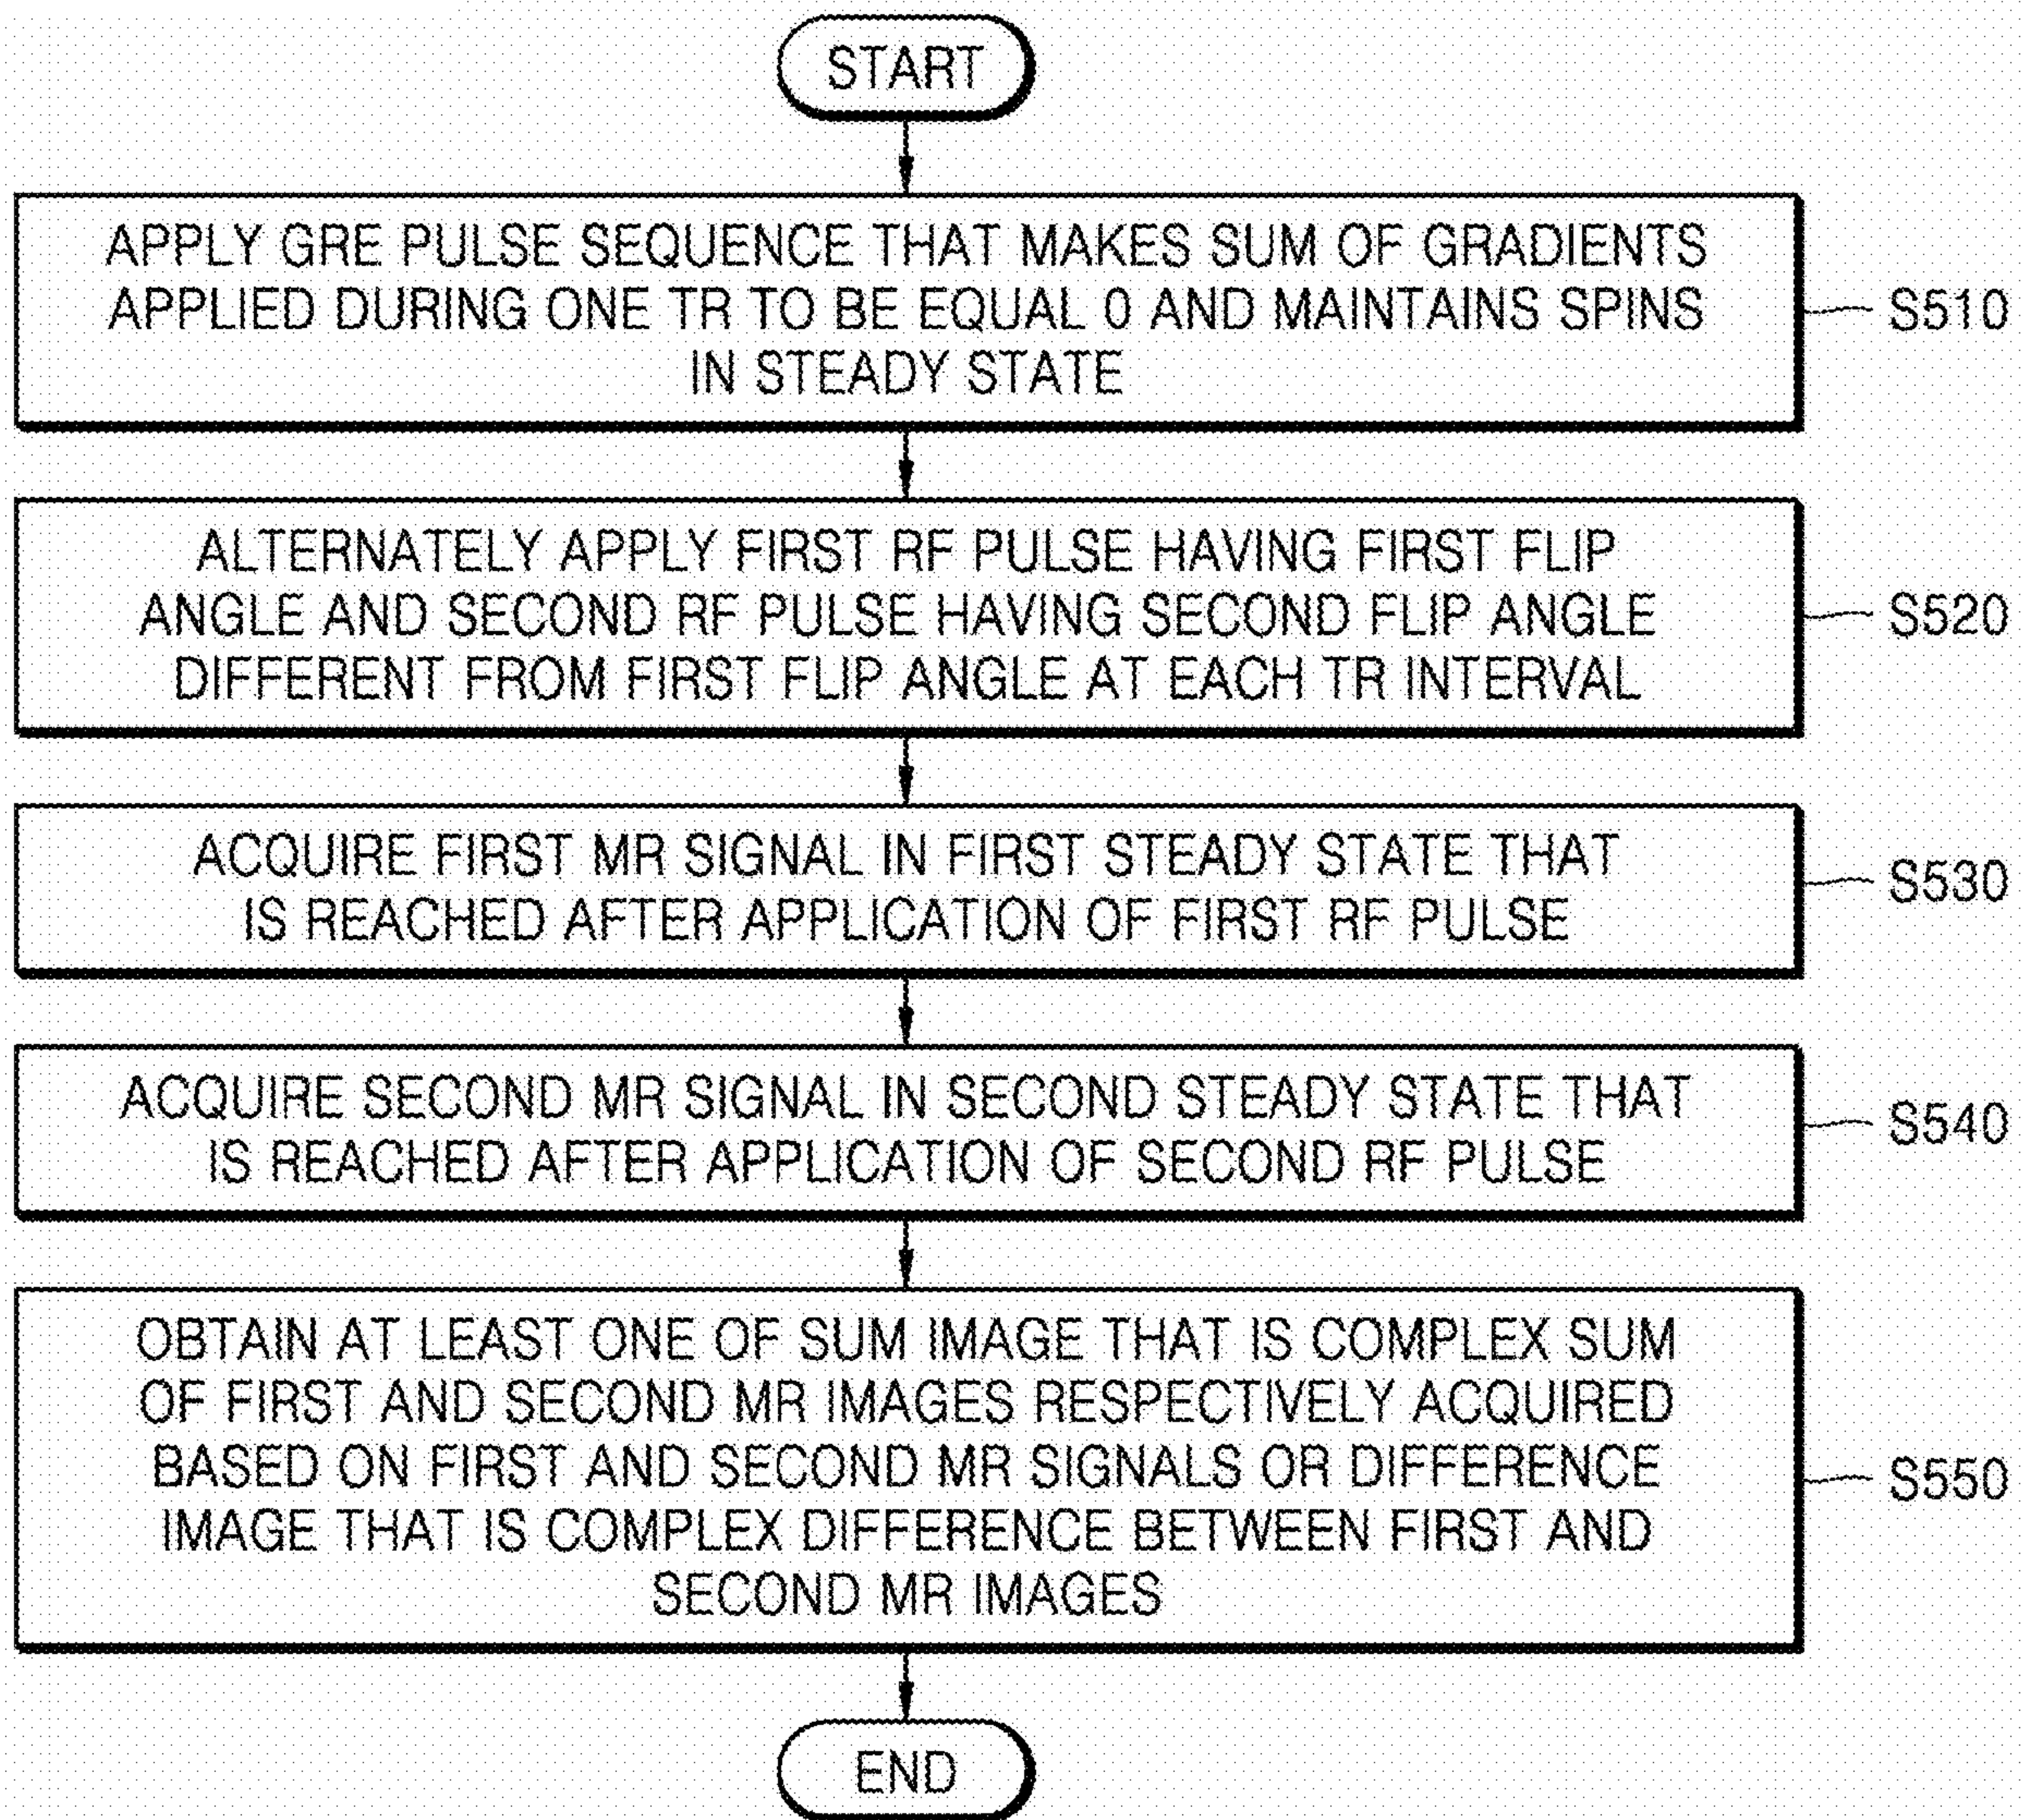 START
APPLY GRE PULSE SEQUENCE THAT MAKES SUM OF GRADIENTS
APPLIED DURING ONE TR TO BE EQUAL 0 AND MAINTAINS SPINS
IN STEADY STATE
S510
ALTERNATELY APPLY FIRST RF PULSE HAVING FIRST FLIP
ANGLE AND SECOND RF PULSE HAVING SECOND FLIP ANGLE
DIFFERENT FROM FIRST FLIP ANGLE AT EACH TR INTERVAL
S520
ACQUIRE FIRST MR SIGNAL IN FIRST STEADY STATE THAT
IS REACHED AFTER APPLICATION OF FIRST RF PULSE
S530
ACQUIRE SECOND MR SIGNAL IN SECOND STEADY STATE THAT
IS REACHED AFTER APPLICATION OF SECOND RF PULSE
S540
OBTAIN AT LEAST ONE OF SUM IMAGE THAT IS COMPLEX SUM
OF FIRST AND SECOND MR IMAGES RESPECTIVELY ACQUIRED
BASED ON FIRST AND SECOND MR SIGNALS OR DIFFERENCE
IMAGE THAT IS COMPLEX DIFFERENCE BETWEEN FIRST AND
SECOND MR IMAGES
S550
END